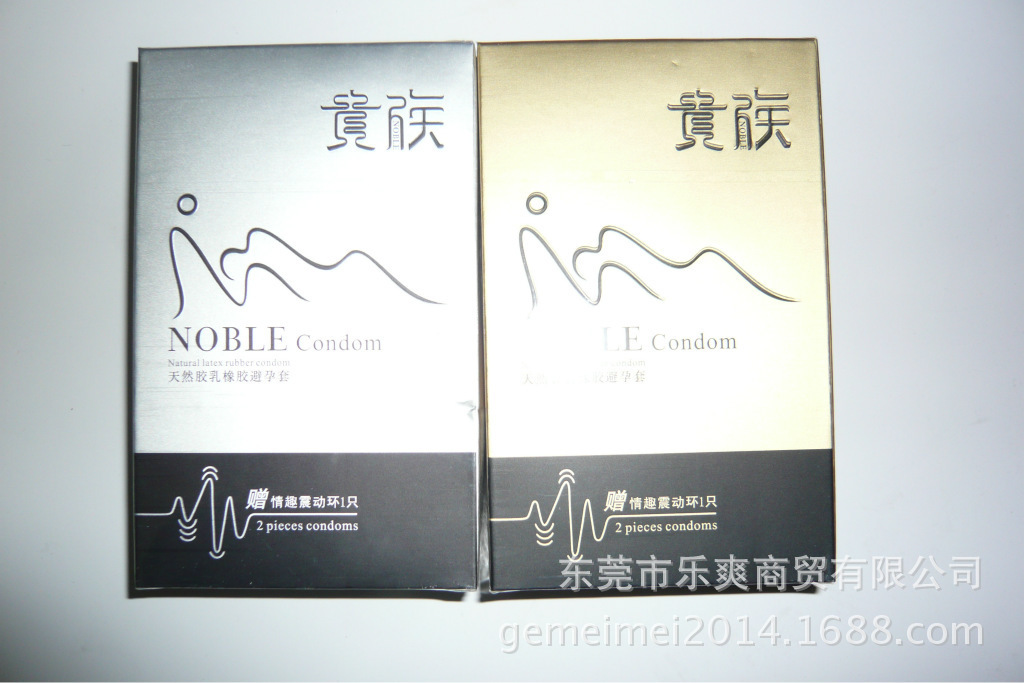 貴族
NOBLE
NOBLE Condom
Natural latex rubber condom
天然胶乳橡胶避孕套
赠 情趣震动环1只
2 pieces condoms
貴族
NOBLE
LE Condom
condom
避孕套
赠 情趣震动环1只
2 pieces condoms
东莞市乐爽商贸有限公司
gemeimei2014.1688.com